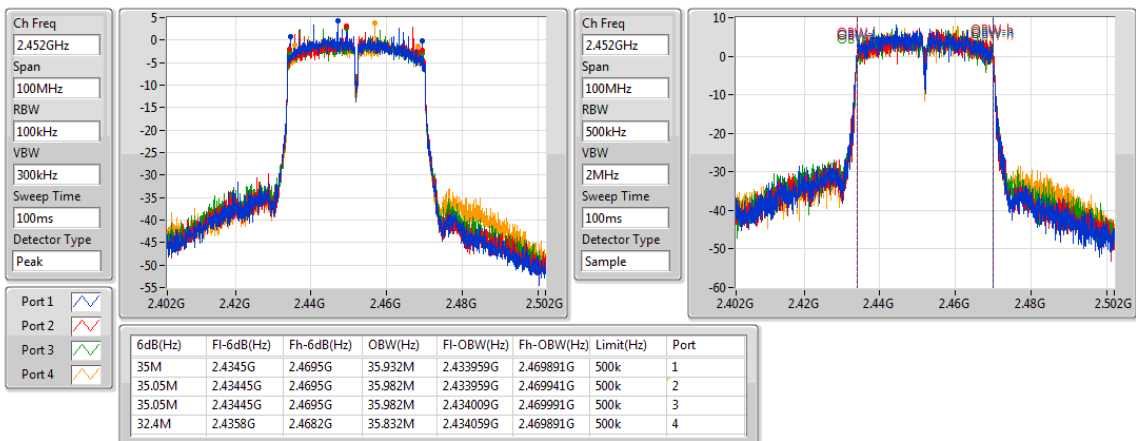 Ch Freq
2.452GHz
Span
100MHz
RBW
100kHz
VBW
300kHz
Sweep Time
100ms
Detector Type
Peak
5-
0-
-5-
-10-
-15-
-20-
-25-
-30-
-35-
-40-
-45-
-50-
-55-
2.402G 2.42G 2.44G 2.46G 2.48G 2.502G
Ch Freq
2.452GHz
Span
100MHz
RBW
500kHz
VBW
2MHz
Sweep Time
100ms
Detector Type
Sample
10-
0-
-10-
-20-
-30-
-40-
-50-
-60-
OBW-l OBW-h
2.402G 2.42G 2.44G 2.46G 2.48G 2.502G
Port 1
Port 2
Port 3
Port 4
6dB(Hz) Fl-6dB(Hz) Fh-6dB(Hz) OBW(Hz) Fl-OBW(Hz) Fh-OBW(Hz) Limit(Hz) Port
35M 2.4345G 2.4695G 35.932M 2.433959G 2.469891G 500k 1
35.05M 2.43445G 2.4695G 35.982M 2.433959G 2.469941G 500k 2
35.05M 2.43445G 2.4695G 35.982M 2.434009G 2.469991G 500k 3
32.4M 2.4358G 2.4682G 35.832M 2.434059G 2.469891G 500k 4